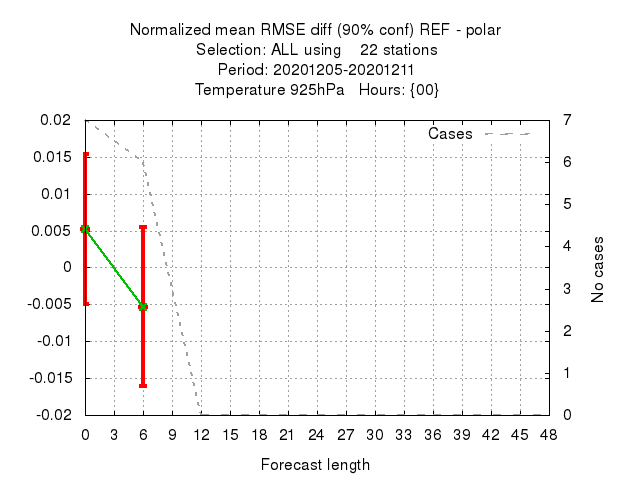 Normalized mean RMSE diff (90% conf) REF - polar
Selection: ALL using 22 stations
Period: 20201205-20201211
Temperature 925hPa Hours: {00}
Cases
0.02
0.015
0.01
0.005
0
-0.005
-0.01
-0.015
-0.02
7
6
5
4
3
2
1
0
No cases
0 3 6 9 12 15 18 21 24 27 30 33 36 39 42 45 48
Forecast length